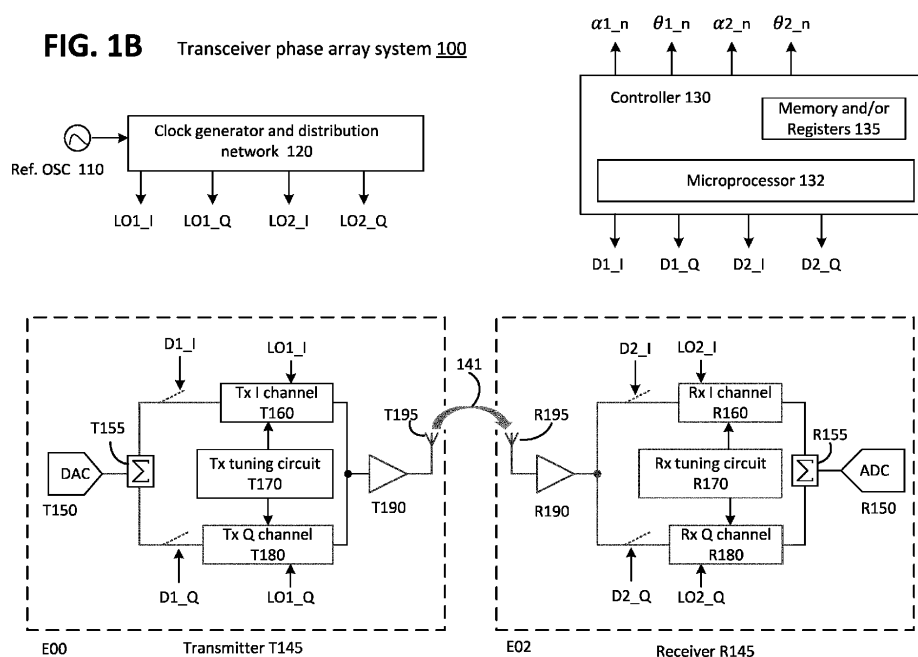 FIG. 1B Transceiver phase array system 100
α1_n θ1_n α2_n θ2_n
Controller 130
Memory and/or
Registers 135
Microprocessor 132
D1_I D1_Q D2_I D2_Q
Clock generator and distribution
network 120
Ref. OSC 110
LO1_I LO1_Q LO2_I LO2_Q
D1_I LO1_I
Tx I channel
T160
T155
Σ
DAC
T150
Tx tuning circuit
T170
Tx Q channel
T180
D1_Q LO1_Q
T190
T195
141
R195
R190
D2_I LO2_I
Rx I channel
R160
Rx tuning circuit
R170
Rx Q channel
R180
D2_Q LO2_Q
R155
Σ
ADC
R150
E00 Transmitter T145
E02 Receiver R145